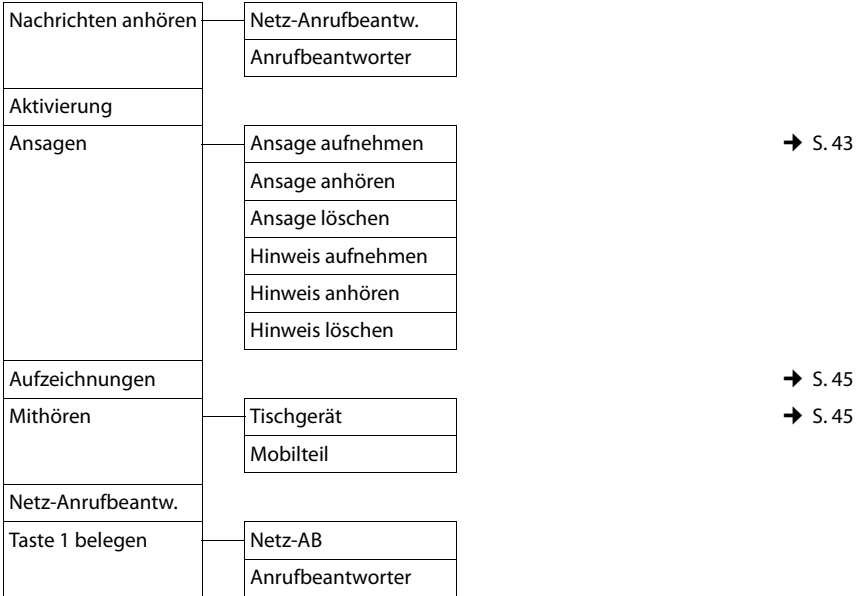 Nachrichten anhören Netz-Anrufbeantw.
Anrufbeantworter
Aktivierung
Ansagen Ansage aufnehmen ➔ S. 43
Ansage anhören
Ansage löschen
Hinweis aufnehmen
Hinweis anhören
Hinweis löschen
Aufzeichnungen ➔ S. 45
Mithören Tischgerät ➔ S. 45
Mobilteil
Netz-Anrufbeantw.
Taste 1 belegen Netz-AB
Anrufbeantworter